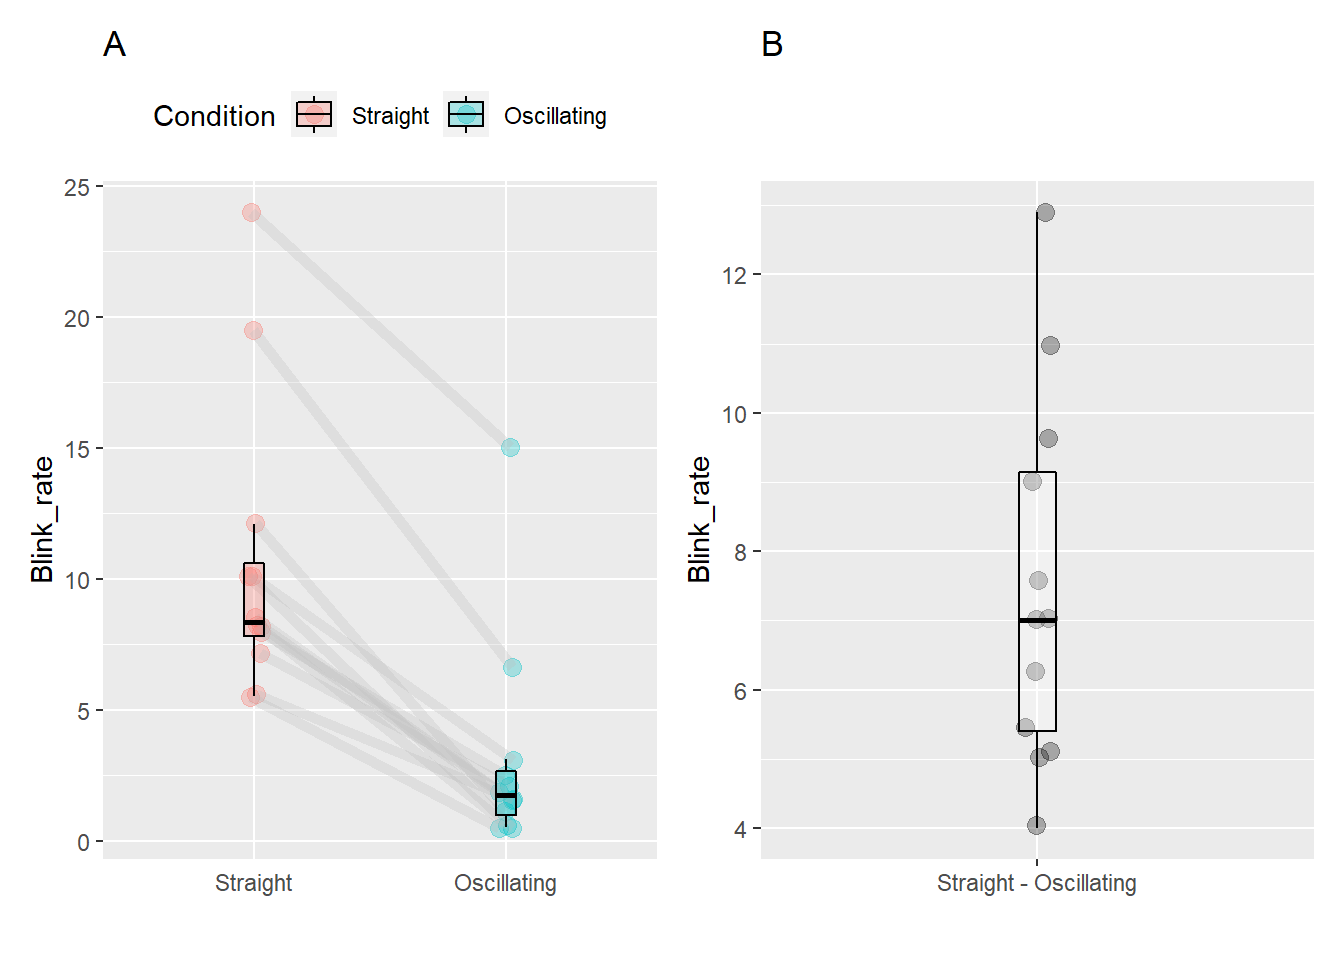 A
Condition Straight Oscillating
Blink_rate
25
20
15
10
5
0
Straight Oscillating
B
Blink_rate
12
10
8
6
4
Straight - Oscillating